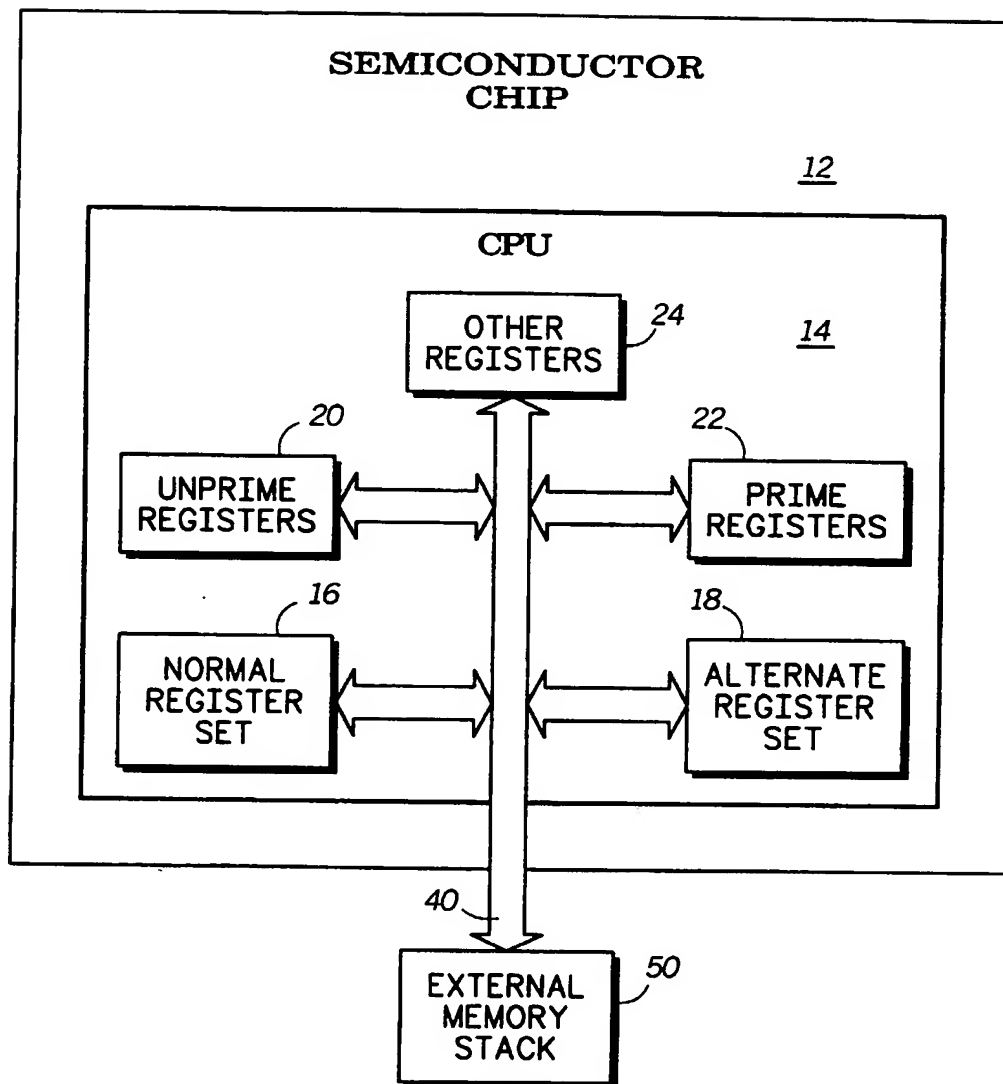 SEMICONDUCTOR
CHIP
12
CPU
OTHER
REGISTERS
24
14
20
22
UNPRIME
REGISTERS
PRIME
REGISTERS
16
18
NORMAL
REGISTER
SET
ALTERNATE
REGISTER
SET
40
EXTERNAL
MEMORY
STACK
50